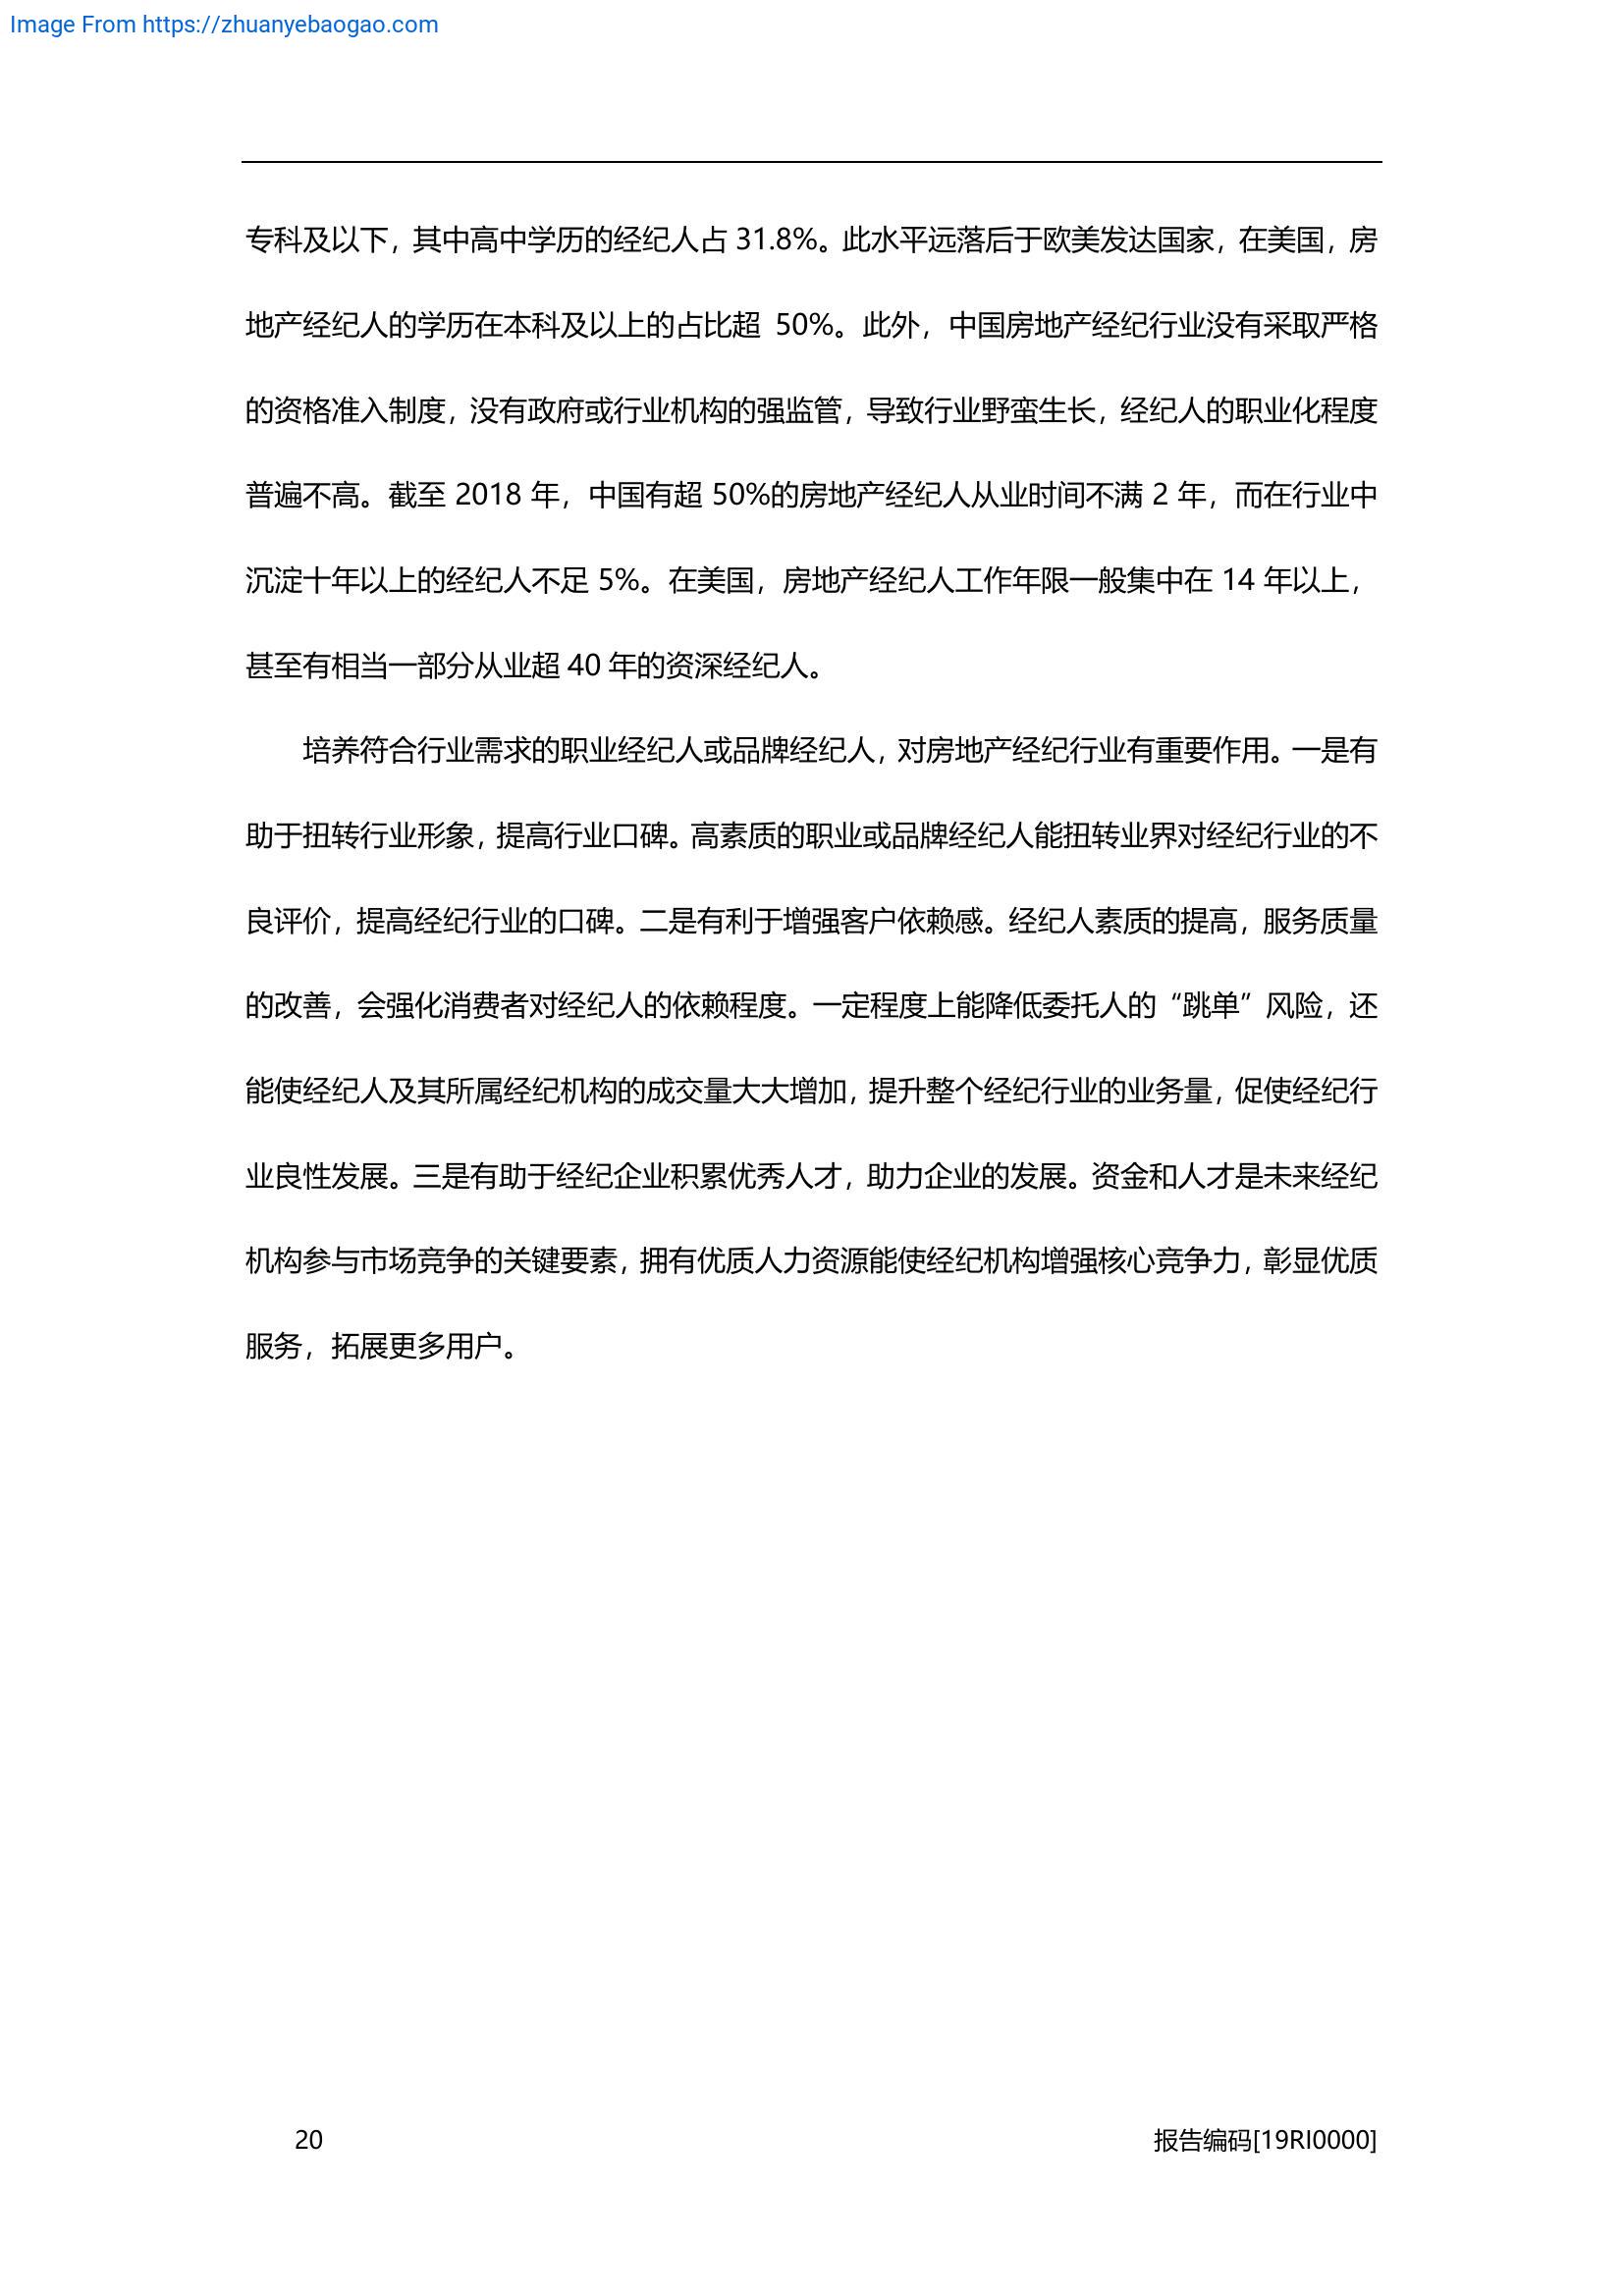 Image From https://zhuanyebaogao.com
专科及以下，其中高中学历的经纪人占 31.8%。此水平远落后于欧美发达国家，在美国，房
地产经纪人的学历在本科及以上的占比超 50%。此外，中国房地产经纪行业没有采取严格
的资格准入制度，没有政府或行业机构的强监管，导致行业野蛮生长，经纪人的职业化程度
普遍不高。截至 2018 年，中国有超 50%的房地产经纪人从业时间不满 2 年，而在行业中
沉淀十年以上的经纪人不足 5%。在美国，房地产经纪人工作年限一般集中在 14 年以上，
甚至有相当一部分从业超 40 年的资深经纪人。
培养符合行业需求的职业经纪人或品牌经纪人，对房地产经纪行业有重要作用。一是有
助于扭转行业形象，提高行业口碑。高素质的职业或品牌经纪人能扭转业界对经纪行业的不
良评价，提高经纪行业的口碑。二是有利于增强客户依赖感。经纪人素质的提高，服务质量
的改善，会强化消费者对经纪人的依赖程度。一定程度上能降低委托人的“跳单”风险，还
能使经纪人及其所属经纪机构的成交量大大增加，提升整个经纪行业的业务量，促使经纪行
业良性发展。三是有助于经纪企业积累优秀人才，助力企业的发展。资金和人才是未来经纪
机构参与市场竞争的关键要素，拥有优质人力资源能使经纪机构增强核心竞争力，彰显优质
服务，拓展更多用户。
20
报告编码[19RI0000]